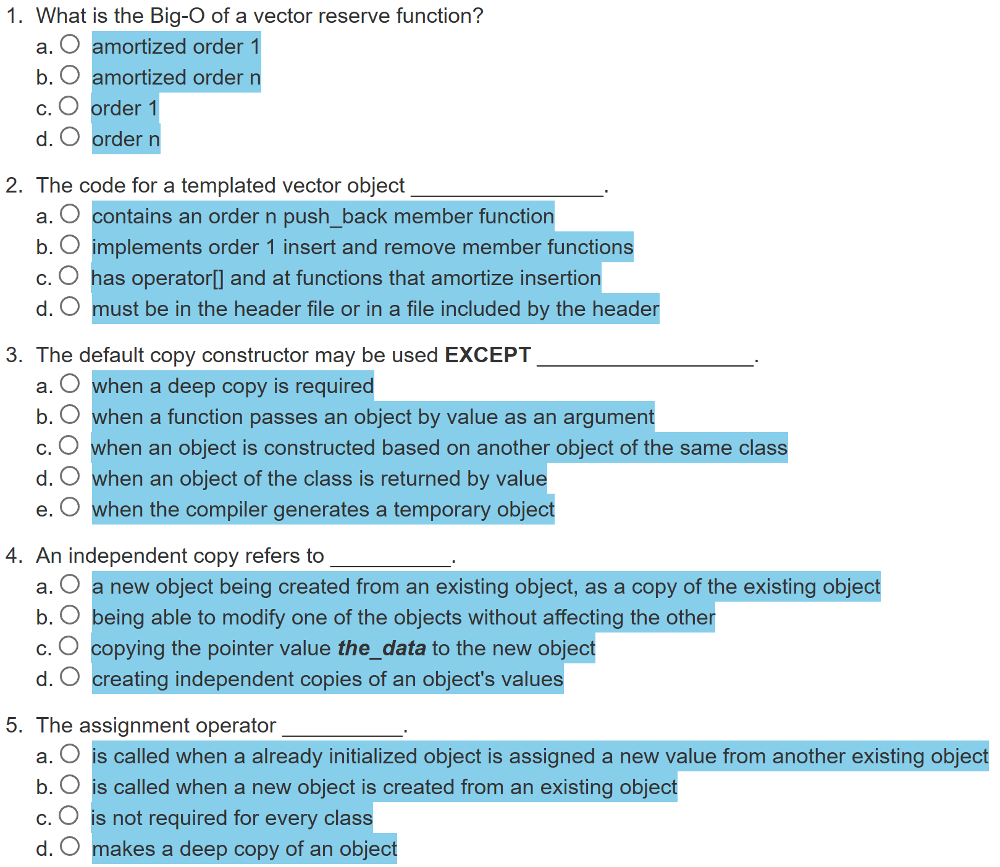 1. What is the Big-O of a vector reserve function?
a. amortized order 1
b. amortized order n
c. order 1
d. order n
2. The code for a templated vector object ________________.
a. contains an order n push_back member function
b. implements order 1 insert and remove member functions
c. has operator[] and at functions that amortize insertion
d. must be in the header file or in a file included by the header
3. The default copy constructor may be used EXCEPT __________________.
a. when a deep copy is required
b. when a function passes an object by value as an argument
c. when an object is constructed based on another object of the same class
d. when an object of the class is returned by value
e. when the compiler generates a temporary object
4. An independent copy refers to __________.
a. a new object being created from an existing object, as a copy of the existing object
b. being able to modify one of the objects without affecting the other
c. copying the pointer value the_data to the new object
d. creating independent copies of an object's values
5. The assignment operator __________.
a. is called when a already initialized object is assigned a new value from another existing object
b. is called when a new object is created from an existing object
c. is not required for every class
d. makes a deep copy of an object